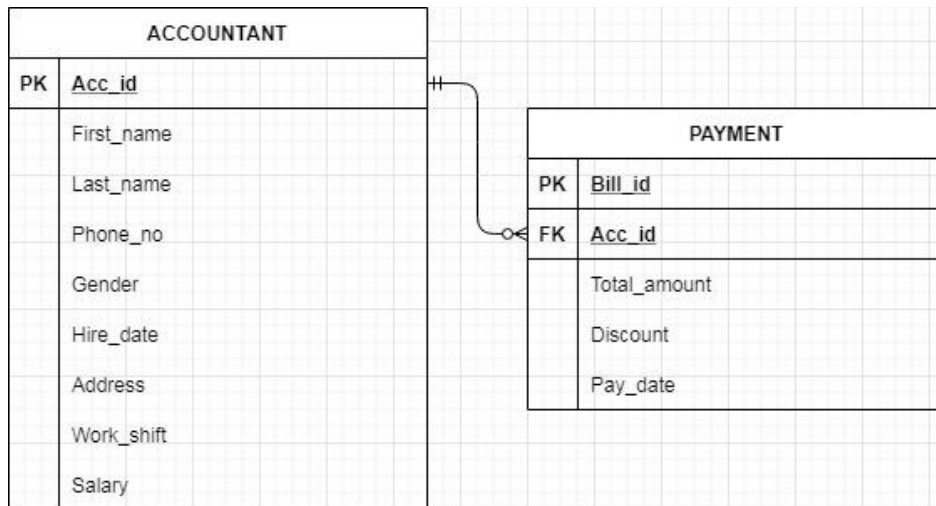 ACCOUNTANT
PK Acc_id
First_name
Last_name
Phone_no
Gender
Hire_date
Address
Work_shift
Salary
PAYMENT
PK Bill_id
FK Acc_id
Total_amount
Discount
Pay_date